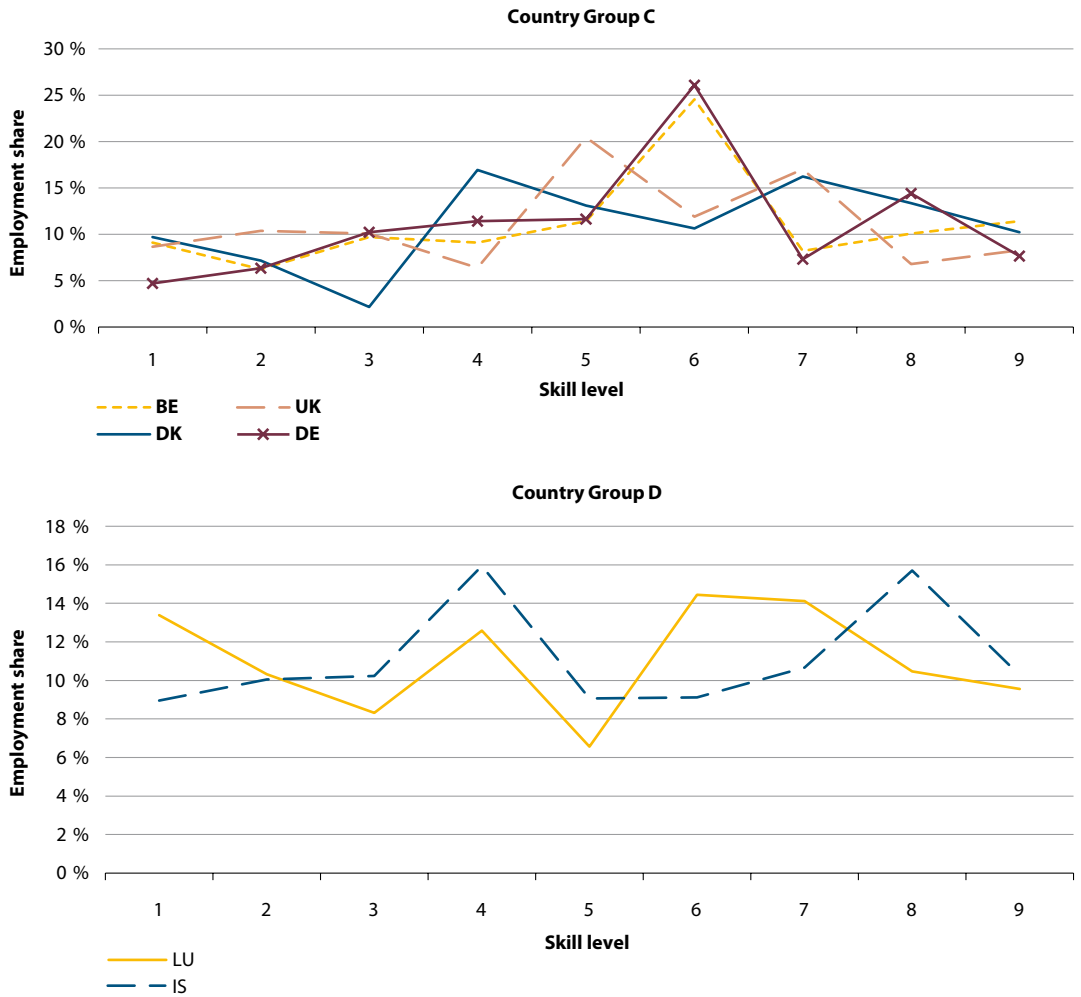 Country Group C
30 %
25 %
20 %
15 %
10 %
5 %
0 %
Employment share
1 2 3 4 5 6 7 8 9
Skill level
BE UK
DK DE
Country Group D
18 %
16 %
14 %
12 %
10 %
8 %
6 %
4 %
2 %
0 %
Employment share
1 2 3 4 5 6 7 8 9
Skill level
LU
IS